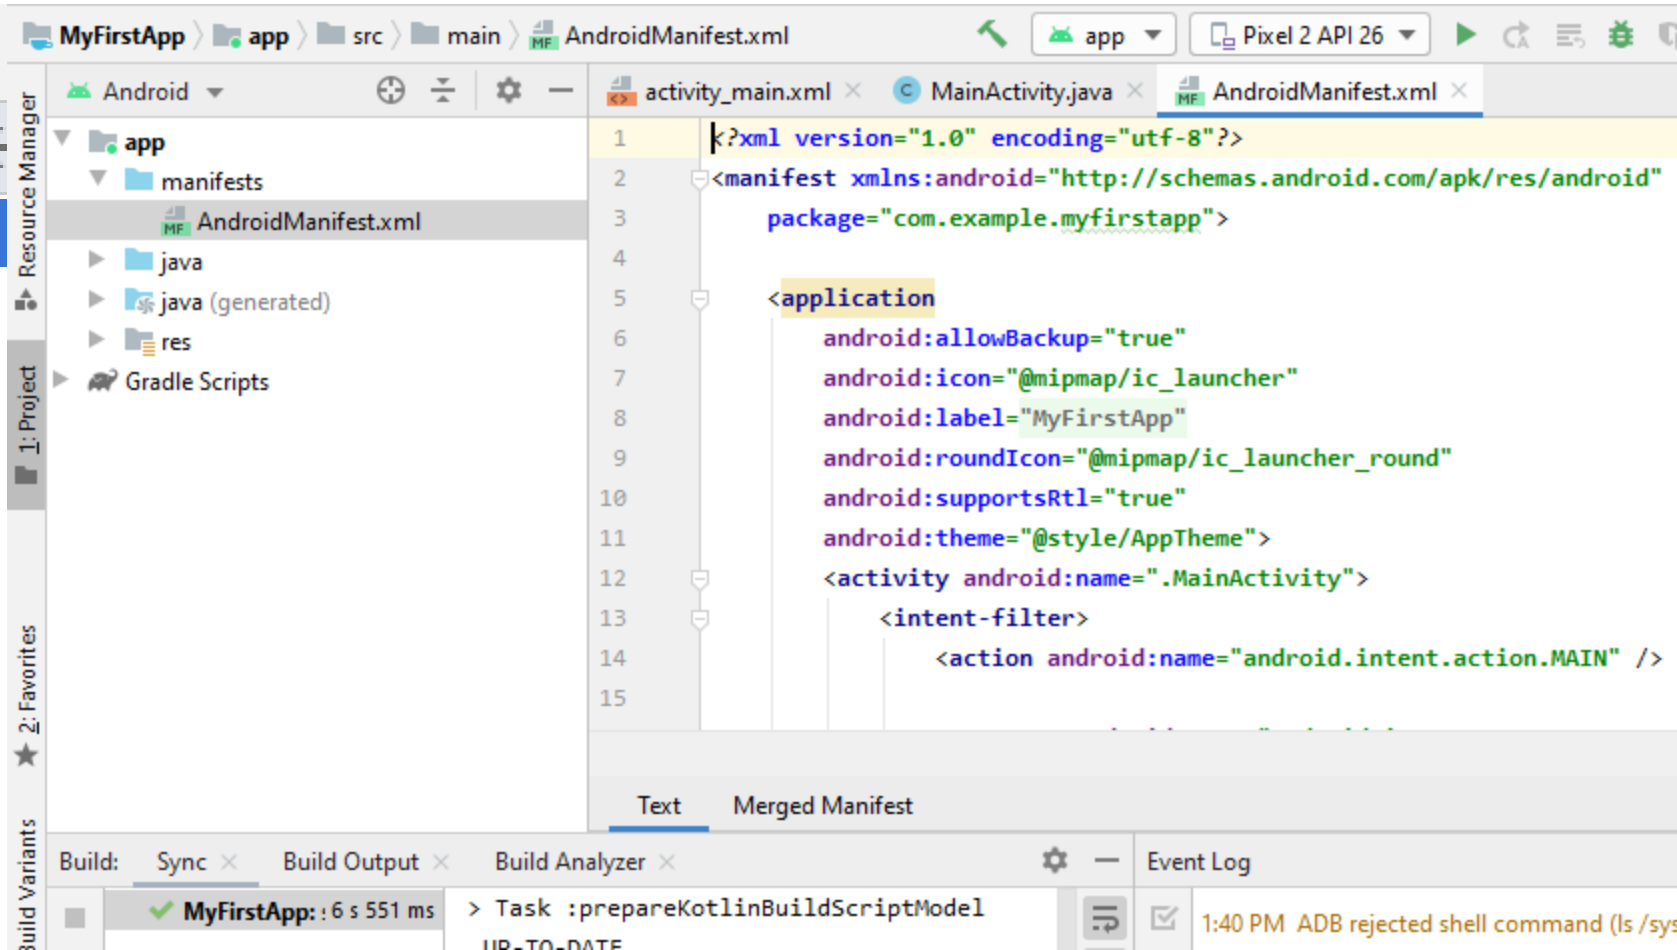 MyFirstApp app src main AndroidManifest.xml app Pixel 2 API 26
Android
activity_main.xml MainActivity.java AndroidManifest.xml
Resource Manager
1: Project
2: Favorites
Build Variants
app
manifests
AndroidManifest.xml
java
java (generated)
res
Gradle Scripts
1 <?xml version="1.0" encoding="utf-8"?>
2 <manifest xmlns:android="http://schemas.android.com/apk/res/android"
3 package="com.example.myfirstapp">
4
5 <application
6 android:allowBackup="true"
7 android:icon="@mipmap/ic_launcher"
8 android:label="MyFirstApp"
9 android:roundIcon="@mipmap/ic_launcher_round"
10 android:supportsRtl="true"
11 android:theme="@style/AppTheme">
12 <activity android:name=".MainActivity">
13 <intent-filter>
14 <action android:name="android.intent.action.MAIN" />
15
Text Merged Manifest
Build: Sync Build Output Build Analyzer
Event Log
MyFirstApp: 6 s 551 ms
> Task :prepareKotlinBuildScriptModel
UP-TO-DATE
1:40 PM ADB rejected shell command (ls /sys